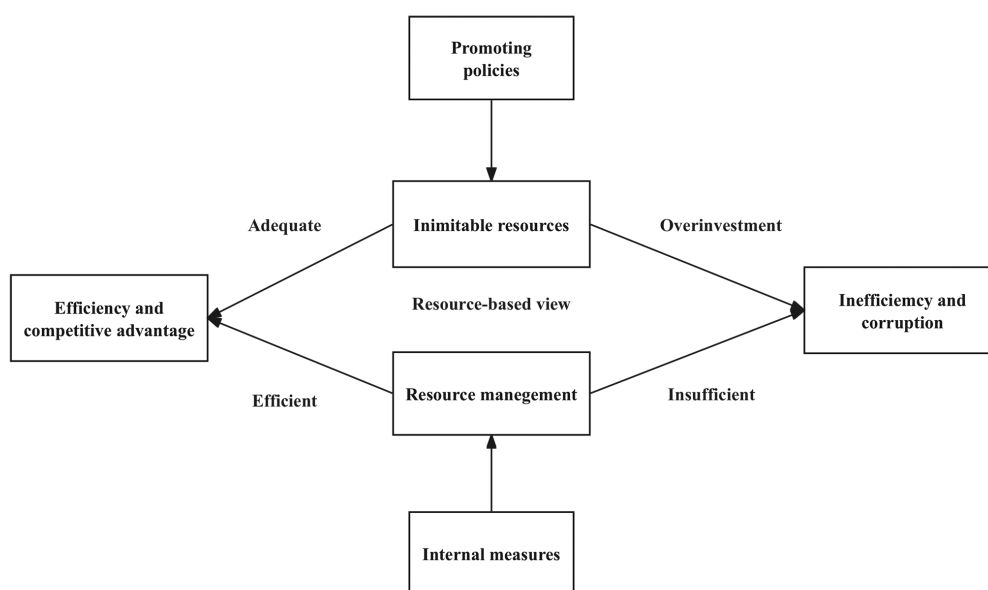 Promoting
policies
Adequate
Inimitable resources
Overinvestment
Efficiency and
competitive advantage
Resource-based view
Inefficiemcy and
corruption
Efficient
Resource manegement
Insufficient
Internal measures